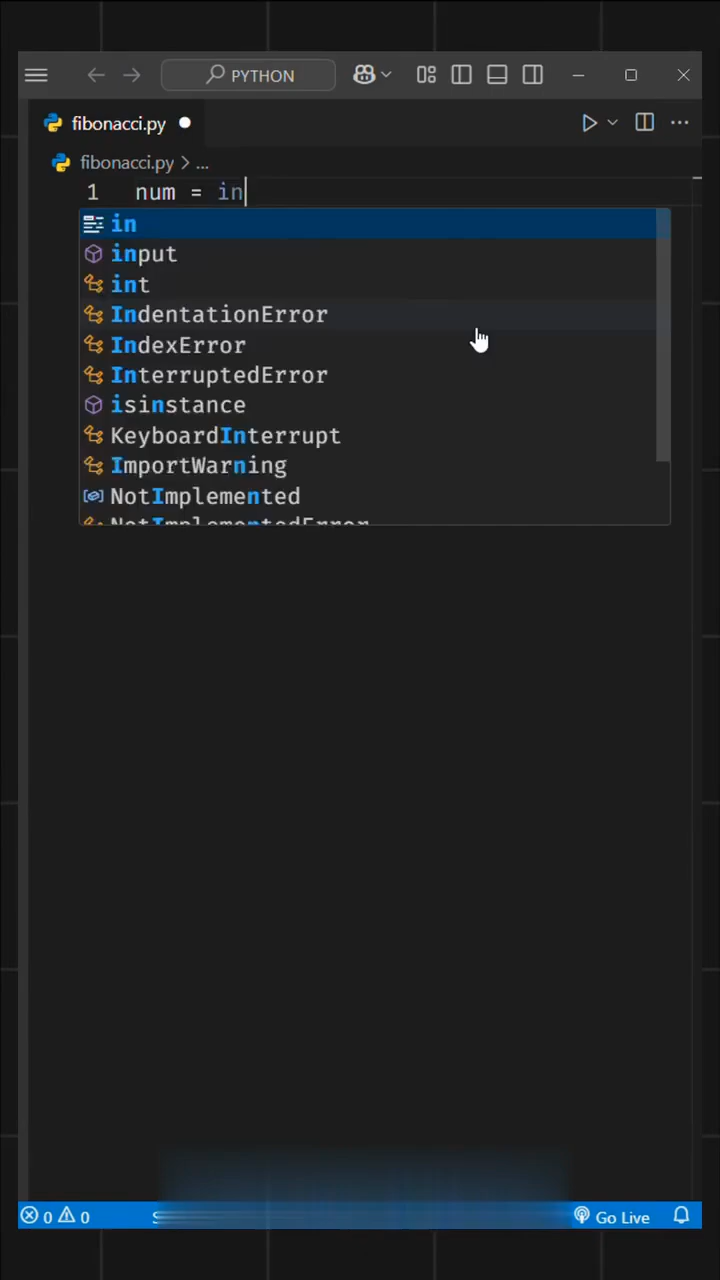 PYTHON
fibonacci.py
fibonacci.py > ...
1 num = in
in
input
int
IndentationError
IndexError
InterruptedError
isinstance
KeyboardInterrupt
ImportWarning
NotImplemented
NotImplementedError
0 0
Go Live